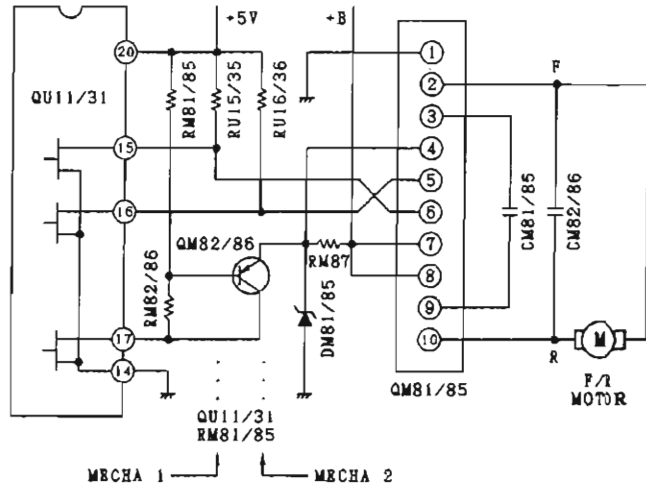 +5V
+B
20
QU11/31
RM81/85
RU15/35
RU16/36
15
16
QM82/86
RM82/86
17
14
RM87
DM81/85
1
2
3
4
5
6
7
8
9
10
QM81/85
CM81/85
CM82/86
F
R
M
F/R
MOTOR
QU11/31
RM81/85
MECHA 1
MECHA 2